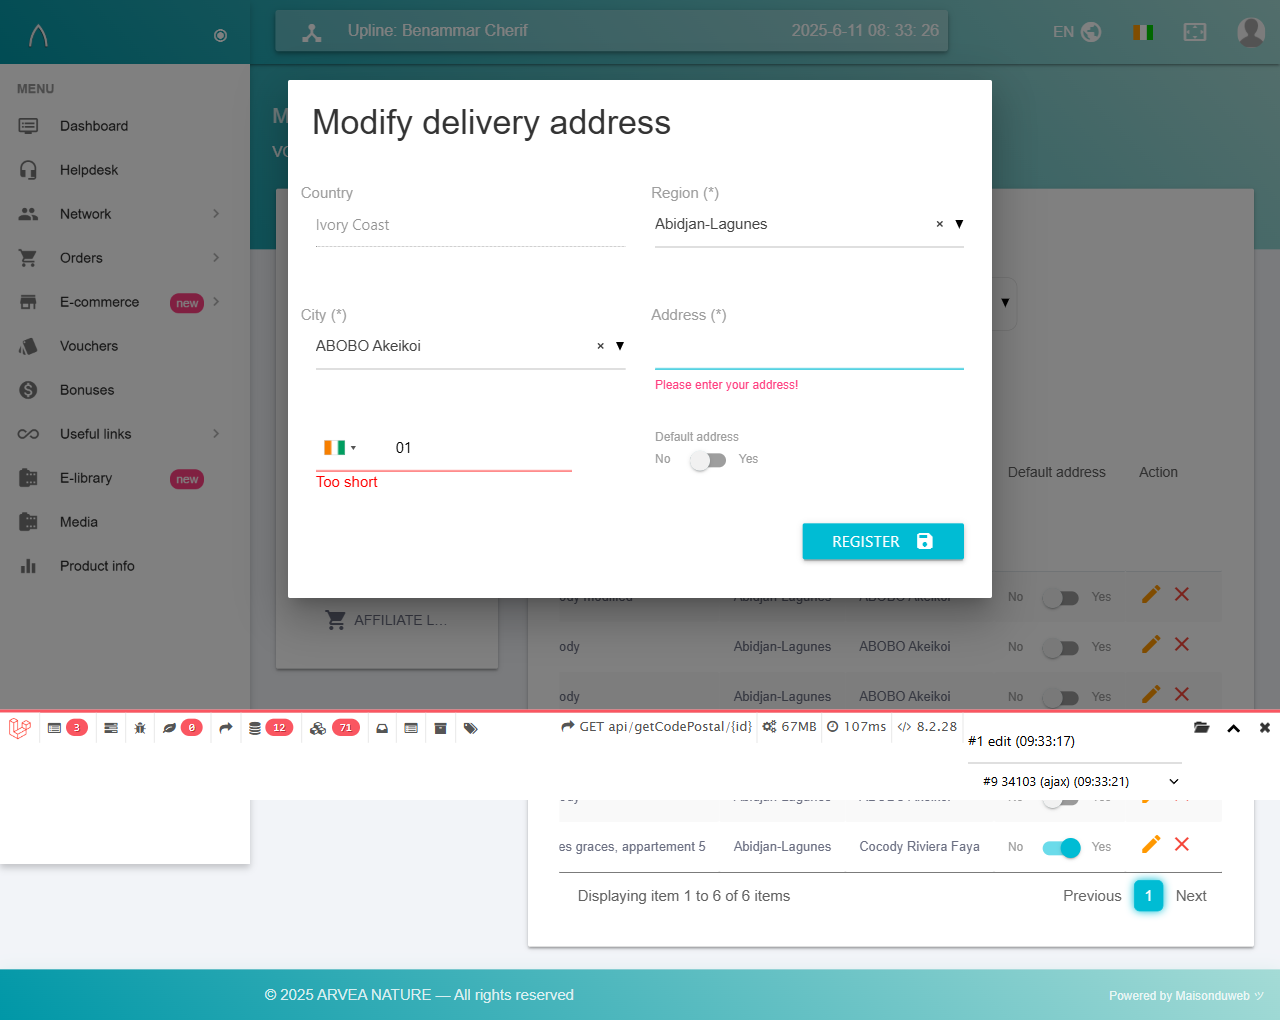 Upline: Benammar Cherif
2025-6-11 08: 33: 26
EN
MENU
Dashboard
Helpdesk
Network
Orders
E-commerce new
Vouchers
Bonuses
Useful links
E-library new
Media
Product info
Modify delivery address
Country
Region (*)
Ivory Coast
Abidjan-Lagunes × ▼
City (*)
Address (*)
ABOBO Akeikoi × ▼
Please enter your address!
01
Too short
Default address
No Yes
REGISTER
AFFILIATE L...
Default address Action
No Yes
ody Abidjan-Lagunes ABOBO Akeikoi No Yes
ody Abidjan-Lagunes ABOBO Akeikoi No Yes
3 0 12 71 GET api/getCodePostal/{id} 67MB 107ms 8.2.28
#1 edit (09:33:17)
#9 34103 (ajax) (09:33:21)
es graces, appartement 5 Abidjan-Lagunes Cocody Riviera Faya No Yes
Displaying item 1 to 6 of 6 items
Previous 1 Next
© 2025 ARVEA NATURE — All rights reserved
Powered by Maisonduweb ツ